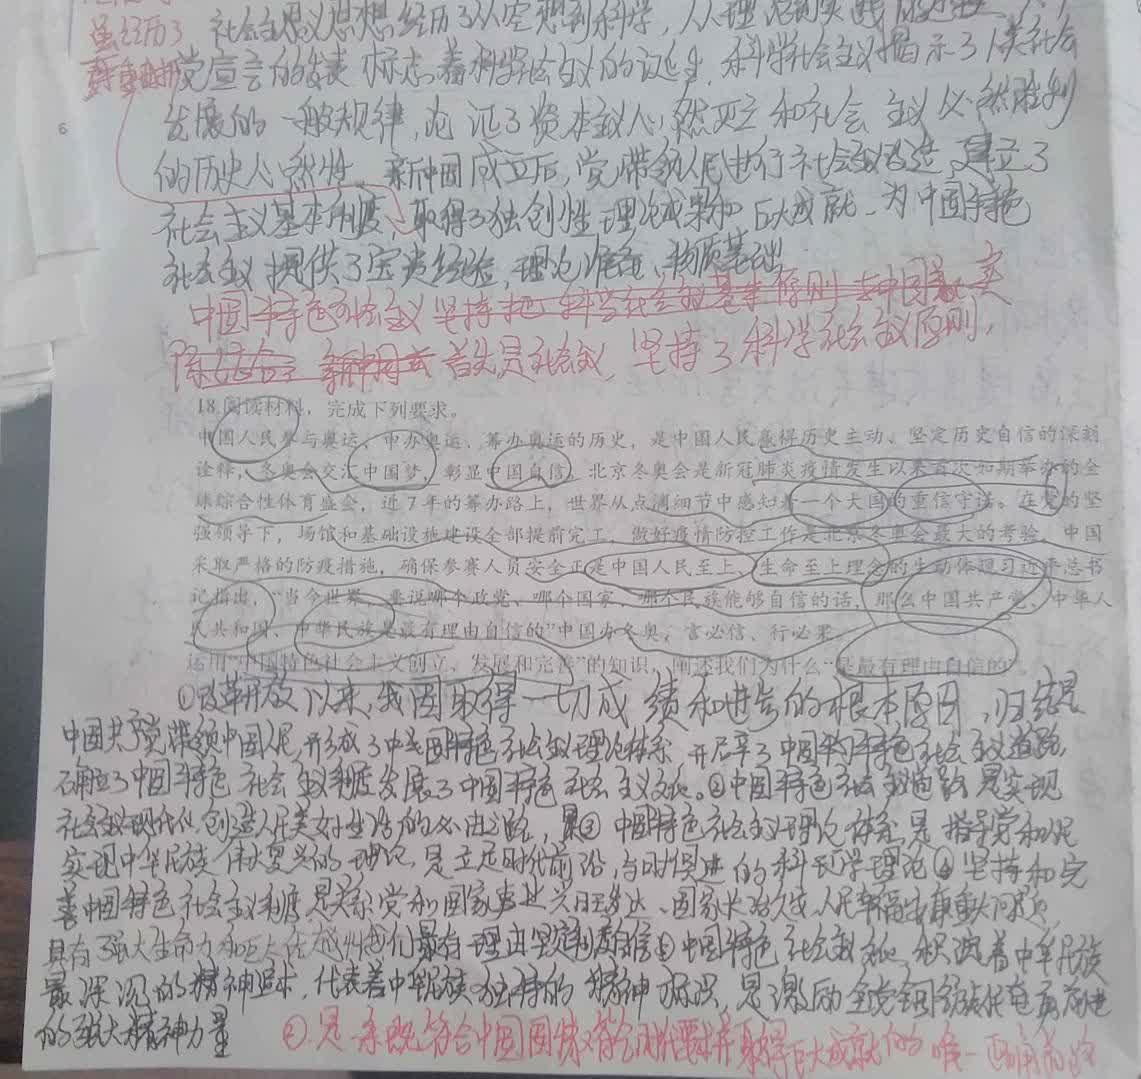 虽经历了 社会主义思想经历了从空想到科学,从理论到实践
党宣言的发表标志着科学社会主义的诞生,科学社会主义揭示了人类社会
发展的一般规律,论证了资本主义必然灭亡和社会主义必然胜利
的历史必然性 新中国成立后,党带领人民进行社会主义改造,建立了
6
社会主义基本制度,取得了独创性理论成果和巨大成就,为中国特色
社会主义提供了宝贵经验,理论准备、物质基础
中国特色社会主义坚持把科学社会主义基本原则与中国实
际结合 新中国成 首先是社会主义,坚持了科学社会主义原则,
18.阅读材料,完成下列要求。
中国人民参与奥运、申办奥运、筹办奥运的历史,是中国人民赢得历史主动、坚定历史自信的深刻
诠释,冬奥会交汇中国梦,彰显中国自信。北京冬奥会是新冠肺炎疫情发生以来首次如期举办的全
球综合性体育盛会,近7年的筹办路上,世界从点滴细节中感知着一个大国的重信守诺。在党的坚
强领导下,场馆和基础设施建设全部提前完工,做好疫情防控工作是北京冬奥会最大的考验,中国
采取严格的防疫措施,确保参赛人员安全正是中国人民至上、生命至上理念的生动体现习近平总书
记指出,“当今世界,要说哪个政党、哪个国家、哪个民族能够自信的话,那么中国共产党、中华人
民共和国、中华民族是最有理由自信的”中国办冬奥,言必信、行必果。
运用“中国特色社会主义创立、发展和完善”的知识,阐述我们为什么“是最有理由自信的”。
①改革开放以来,我国取得一切成绩和进步的根本原因,归结是
中国共产党带领中国人民,形成了中国特色社会主义理论体系 开辟了中国特色社会主义道路
确立了中国特色社会主义制度发展了中国特色社会主义文化。②中国特色社会主义道路是实现
社会主义现代化,创造人民美好生活的必由之路,③中国特色社会主义理论体系是指导党和人民
实现中华民族伟大复兴的理论,是立足时代前沿,与时俱进的科学理论④坚持和完
善中国特色社会主义制度是关系党和国家事业兴旺发达、国家长治久安、人民幸福安康重大问题,
具有强大生命力和巨大优越性我们最有理由坚定制度自信⑤中国特色社会主义文化积淀着中华民族
最深沉的精神追求,代表着中华民族独特的精神标识,是激励全党全国各族人民奋勇前进
的强大精神力量
②是一条既符合中国国情又符合时代要求并取得巨大成就的唯一正确道路